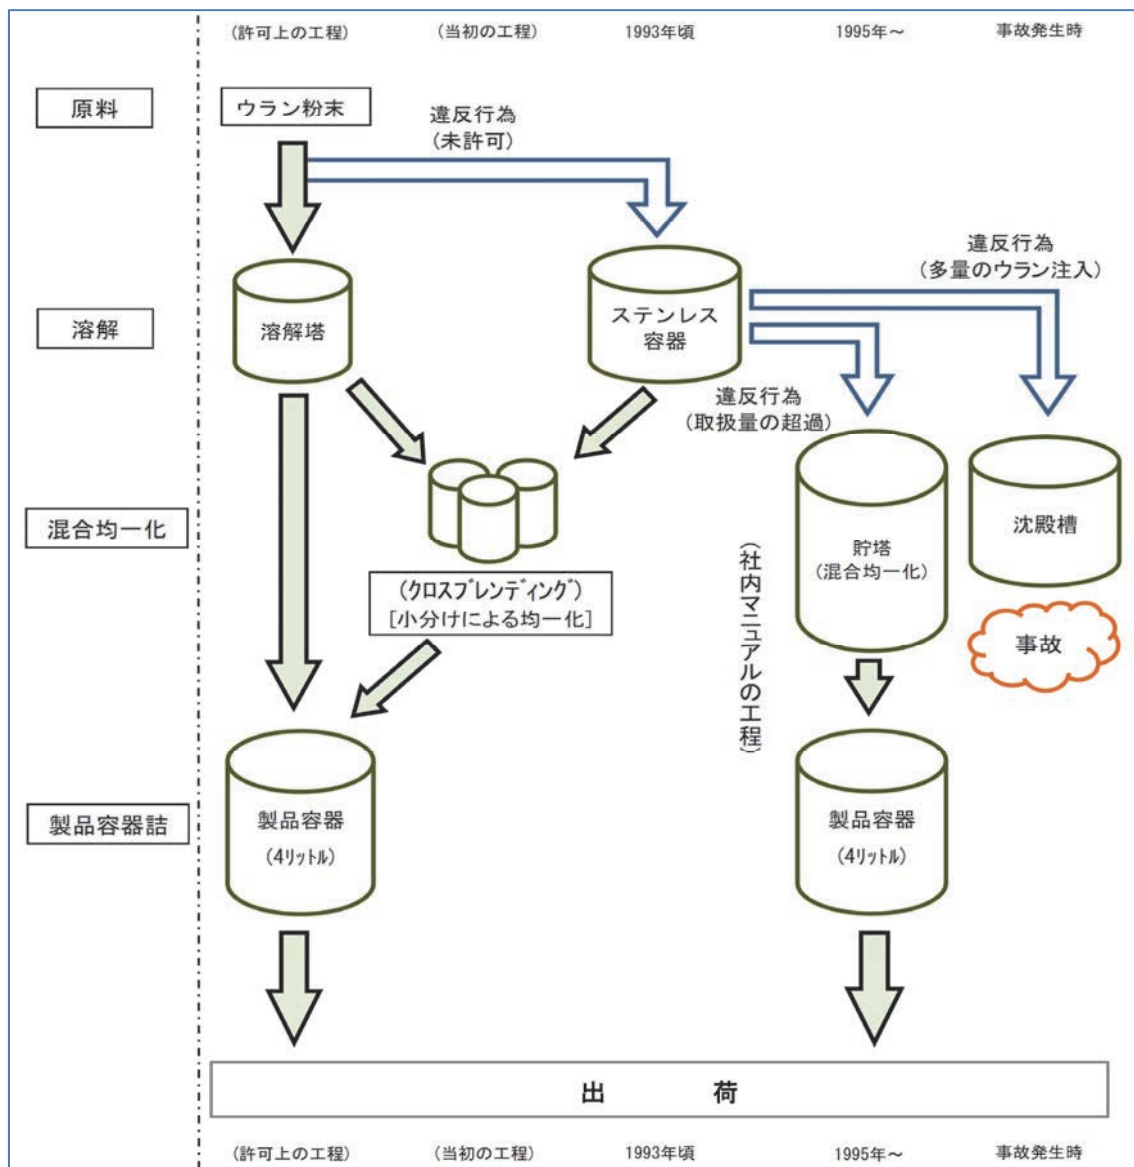 (許可上の工程)
(当初の工程)
1993年頃
1995年～
事故発生時
原料
ウラン粉末
違反行為
(未許可)
違反行為
(多量のウラン注入)
溶解
溶解塔
ステンレス
容器
違反行為
(取扱量の超過)
混合均一化
(クロスブレンディング)
[小分けによる均一化]
(社内マニュアルの工程)
貯塔
(混合均一化)
沈殿槽
事故
製品容器詰
製品容器
(4リットル)
製品容器
(4リットル)
出 荷
(許可上の工程)
(当初の工程)
1993年頃
1995年～
事故発生時